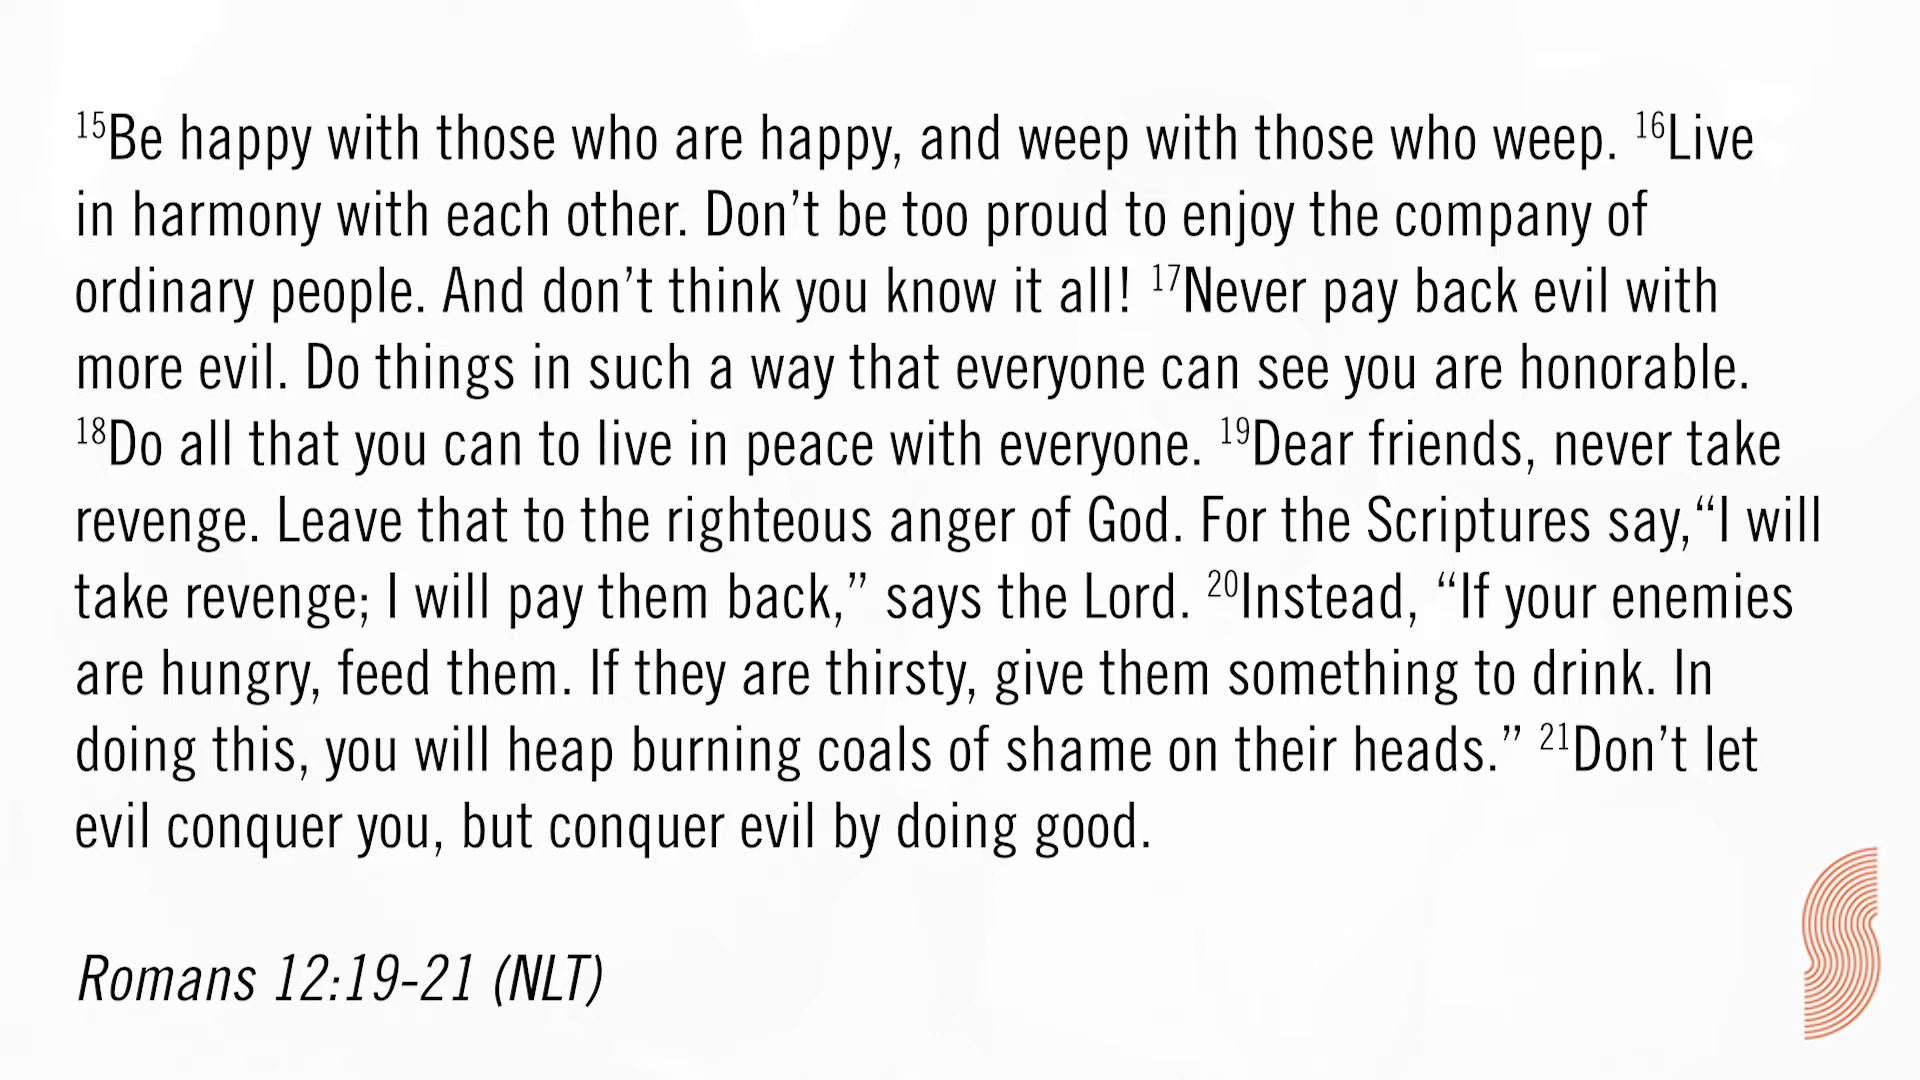 15Be happy with those who are happy, and weep with those who weep. 16Live
in harmony with each other. Don’t be too proud to enjoy the company of
ordinary people. And don’t think you know it all! 17Never pay back evil with
more evil. Do things in such a way that everyone can see you are honorable.
18Do all that you can to live in peace with everyone. 19Dear friends, never take
revenge. Leave that to the righteous anger of God. For the Scriptures say,“I will
take revenge; I will pay them back,” says the Lord. 20Instead, “If your enemies
are hungry, feed them. If they are thirsty, give them something to drink. In
doing this, you will heap burning coals of shame on their heads.” 21Don’t let
evil conquer you, but conquer evil by doing good.
Romans 12:19-21 (NLT)